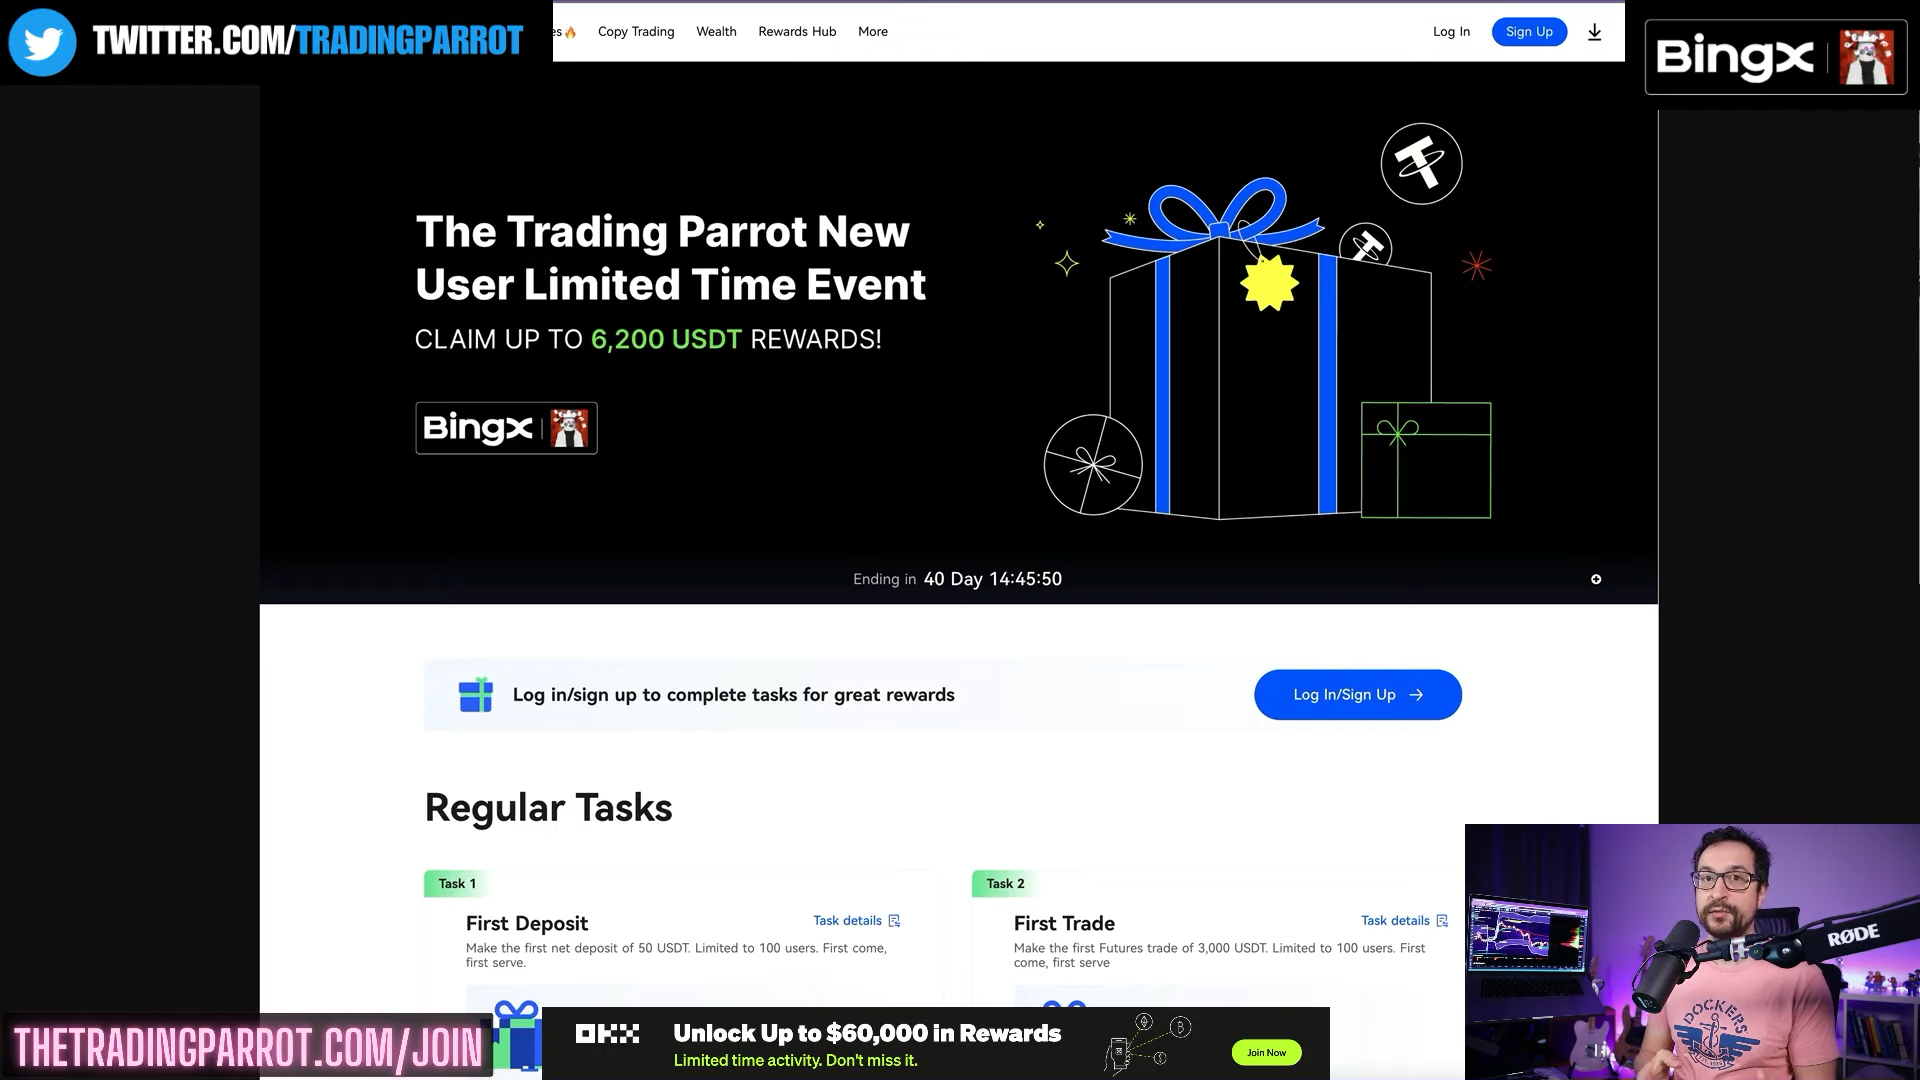 TWITTER.COM/TRADINGPARROT
es Copy Trading Wealth Rewards Hub More Log In Sign Up
BingX
The Trading Parrot New
User Limited Time Event
CLAIM UP TO 6,200 USDT REWARDS!
BingX
Ending in 40 Day 14:45:50
Log in/sign up to complete tasks for great rewards
Log In/Sign Up →
Regular Tasks
Task 1
First Deposit
Task details
Make the first net deposit of 50 USDT. Limited to 100 users. First come,
first serve.
Task 2
First Trade
Task details
Make the first Futures trade of 3,000 USDT. Limited to 100 users. First
come, first serve
RØDE
DOCKERS
THETRADINGPARROT.COM/JOIN
OKX
Unlock Up to $60,000 in Rewards
Limited time activity. Don't miss it.
Join Now